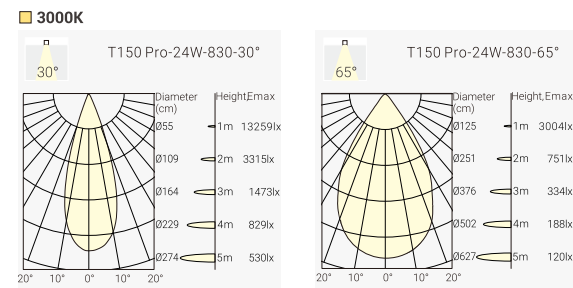 3000K
T150 Pro-24W-830-30°
30°
Diameter (cm) Height,Emax
Ø55 1m 13259lx
Ø109 2m 3315lx
Ø164 3m 1473lx
Ø229 4m 829lx
Ø274 5m 530lx
20° 10° 0° 10° 20°
T150 Pro-24W-830-65°
65°
Diameter (cm) Height,Emax
Ø125 1m 3004lx
Ø251 2m 751lx
Ø376 3m 334lx
Ø502 4m 188lx
Ø627 5m 120lx
20° 10° 0° 10° 20°